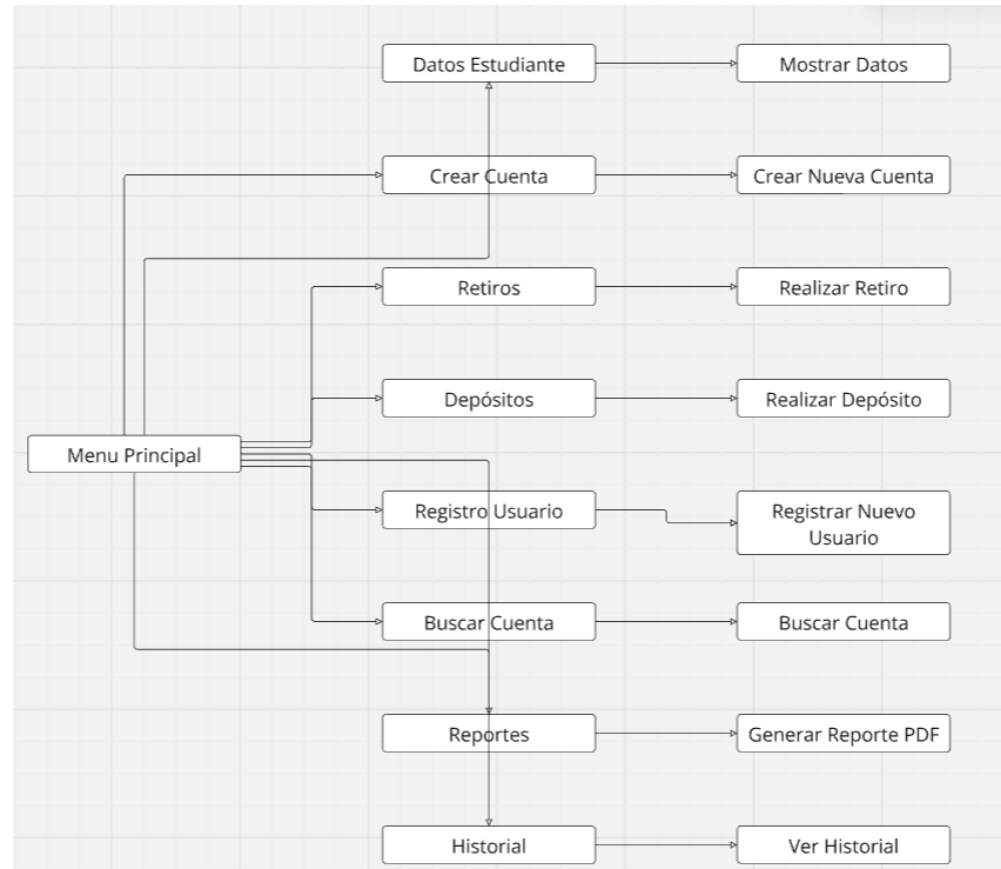 Datos Estudiante
Mostrar Datos
Crear Cuenta
Crear Nueva Cuenta
Retiros
Realizar Retiro
Depósitos
Realizar Depósito
Menu Principal
Registro Usuario
Registrar Nuevo
Usuario
Buscar Cuenta
Buscar Cuenta
Reportes
Generar Reporte PDF
Historial
Ver Historial